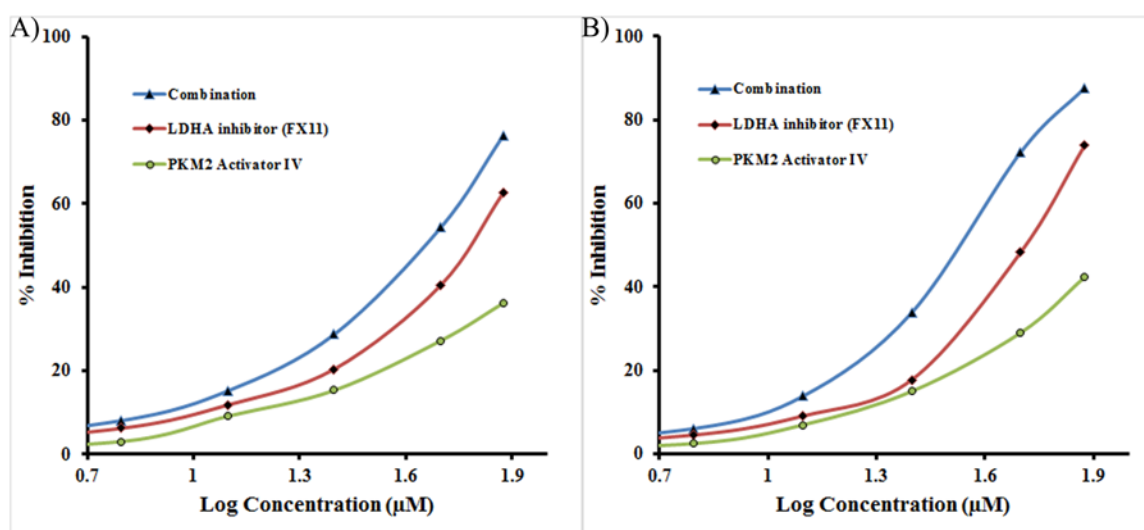 A)
100
80
60
40
20
0
% Inhibition
Combination
LDHA inhibitor (FX11)
PKM2 Activator IV
0.7 1 1.3 1.6 1.9
Log Concentration (µM)
B)
100
80
60
40
20
0
% Inhibition
Combination
LDHA inhibitor (FX11)
PKM2 Activator IV
0.7 1 1.3 1.6 1.9
Log Concentration (µM)